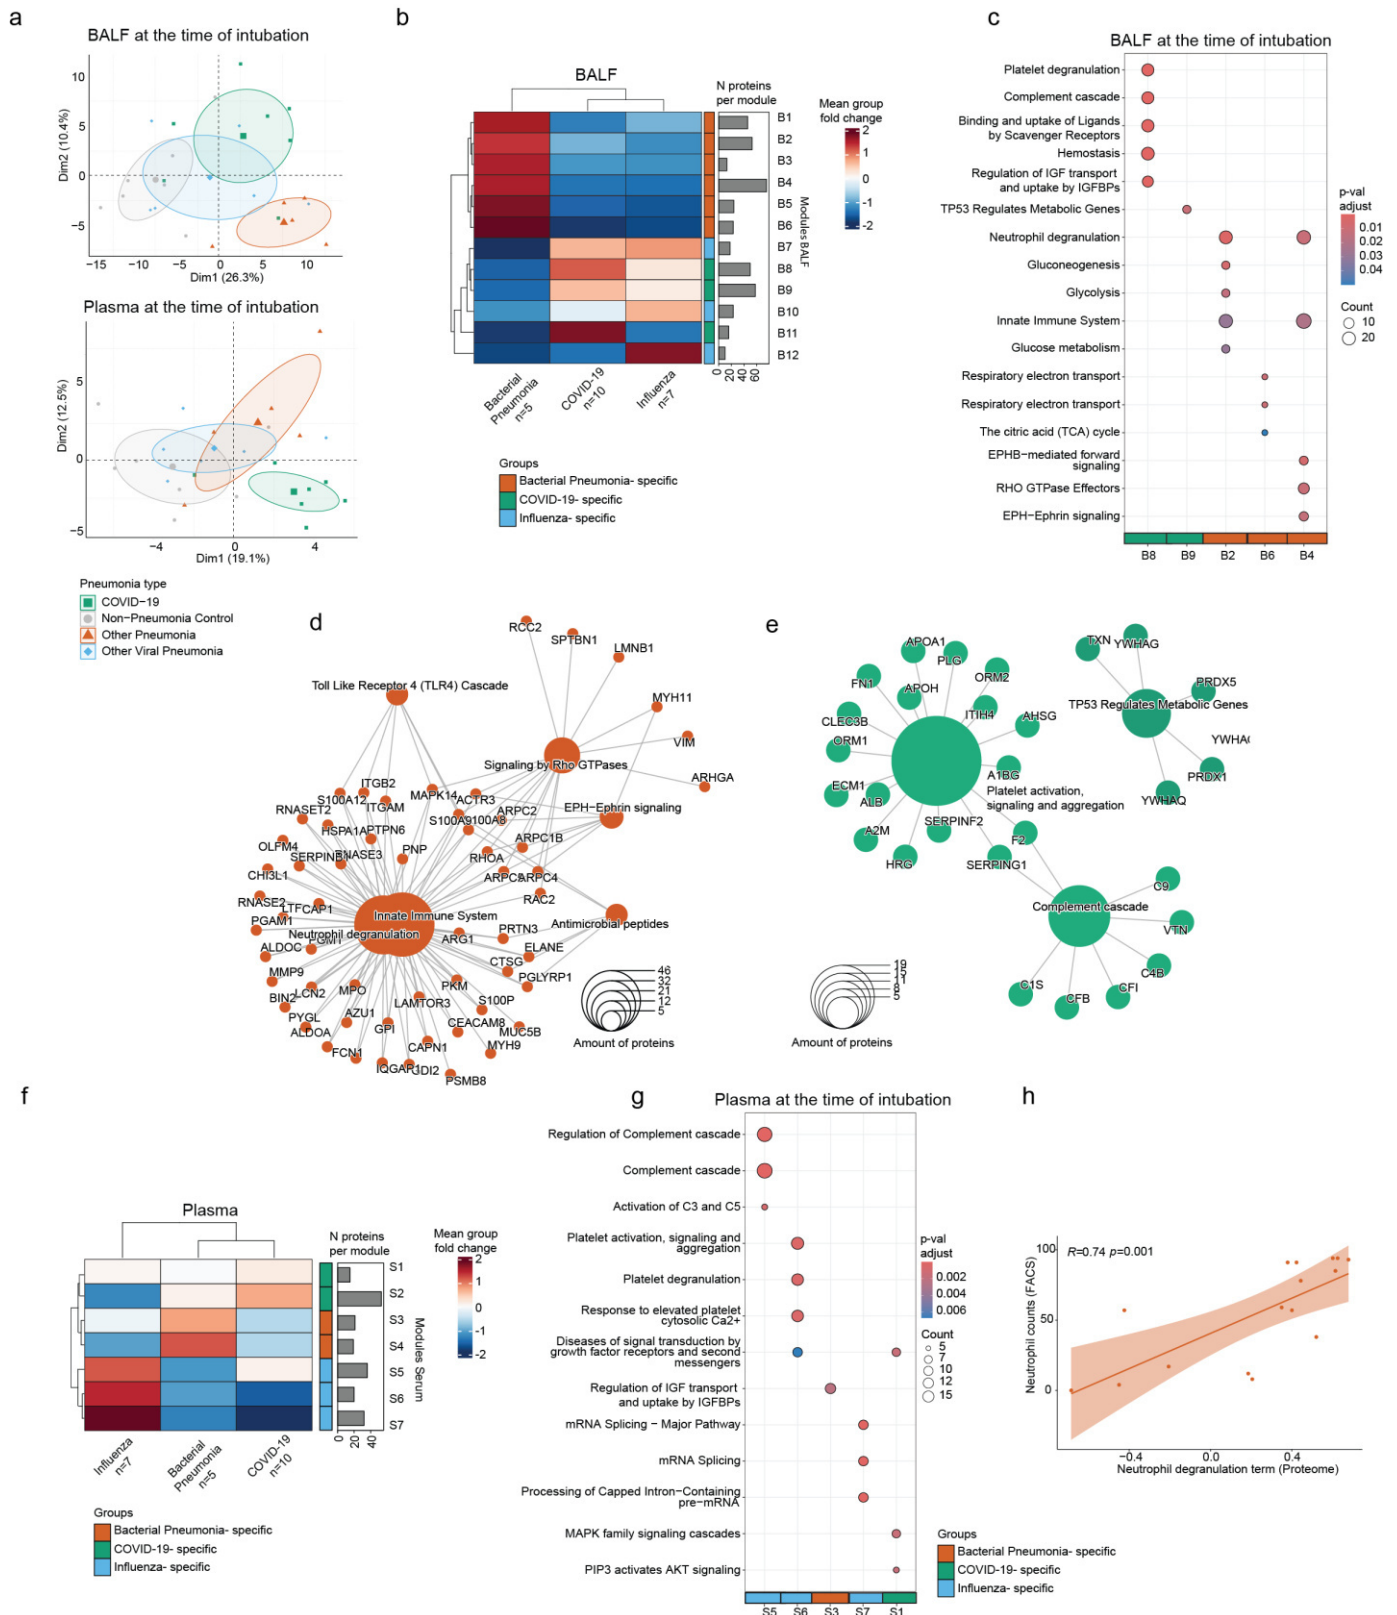 a
BALF at the time of intubation
10
5
0
−5
Dim2 (10.4%)
−15
−10
−5
0
5
10
Dim1 (26.3%)
Plasma at the time of intubation
5
0
−5
Dim2 (12.5%)
−4
0
4
Dim1 (19.1%)
Pneumonia type
COVID−19
Non−Pneumonia Control
Other Pneumonia
Other Viral Pneumonia
b
BALF
N proteins
per module
B1
B2
B3
B4
B5
B6
B7
B8
B9
B10
B11
B12
Modules BALF
0
20
40
60
Bacterial
Pneumonia
n=5
COVID−19
n=10
Influenza
n=7
Mean group
fold change
2
1
0
-1
-2
Groups
Bacterial Pneumonia- specific
COVID-19- specific
Influenza- specific
c
BALF at the time of intubation
Platelet degranulation
Complement cascade
Binding and uptake of Ligands
by Scavenger Receptors
Hemostasis
Regulation of IGF transport
and uptake by IGFBPs
TP53 Regulates Metabolic Genes
Neutrophil degranulation
Gluconeogenesis
Glycolysis
Innate Immune System
Glucose metabolism
Respiratory electron transport
Respiratory electron transport
The citric acid (TCA) cycle
EPHB-mediated forward
signaling
RHO GTPase Effectors
EPH-Ephrin signaling
B8
B9
B2
B6
B4
p-val
adjust
0.01
0.02
0.03
0.04
Count
10
20
d
RCC2
SPTBN1
LMNB1
Toll Like Receptor 4 (TLR4) Cascade
MYH11
VIM
Signaling by Rho GTPases
ARHGA
ITGB2
S100A12
ITGAM
MAPK14
ACTR3
EPH−Ephrin signaling
RNASET2
S100A9
S100A8
ARPC2
HSPA1A
PTPN6
ARPC1B
OLFM4
SERPINB1
RNASE3
PNP
RHOA
CHI3L1
ARPC5
ARPC4
RNASE2
LTF
CAP1
RAC2
Innate Immune System
Antimicrobial peptides
PGAM1
Neutrophil degranulation
ARG1
PRTN3
ALDOC
PGM1
ELANE
MMP9
CTSG
LCN2
MPO
PKM
PGLYRP1
BIN2
LAMTOR3
S100P
PYGL
AZU1
CEACAM8
ALDOA
GPI
MUC5B
FCN1
CAPN1
MYH9
IQGAP1
GDI2
PSMB8
46
32
21
12
5
Amount of proteins
e
APOA1
PLG
TXN
YWHAG
FN1
ORM2
APOH
PRDX5
CLEC3B
ITIH4
AHSG
TP53 Regulates Metabolic Genes
ORM1
PRDX1
ECM1
A1BG
ALB
Platelet activation,
signaling and aggregation
YWHAQ
A2M
SERPINF2
F2
HRG
SERPING1
C9
Complement cascade
VTN
C4B
C1S
CFI
CFB
19
15
11
8
5
Amount of proteins
f
Plasma
N proteins
per module
S1
S2
S3
S4
S5
S6
S7
Modules Serum
0
20
40
Influenza
n=7
Bacterial
Pneumonia
n=5
COVID−19
n=10
Mean group
fold change
2
1
0
-1
-2
Groups
Bacterial Pneumonia- specific
COVID-19- specific
Influenza- specific
g
Plasma at the time of intubation
Regulation of Complement cascade
Complement cascade
Activation of C3 and C5
Platelet activation, signaling and
aggregation
Platelet degranulation
Response to elevated platelet
cytosolic Ca2+
Diseases of signal transduction by
growth factor receptors and second
messengers
Regulation of IGF transport
and uptake by IGFBPs
mRNA Splicing − Major Pathway
mRNA Splicing
Processing of Capped Intron−Containing
pre−mRNA
MAPK family signaling cascades
PIP3 activates AKT signaling
S5
S6
S3
S7
S1
p-val
adjust
0.002
0.004
0.006
Count
5
7
10
12
15
Groups
Bacterial Pneumonia- specific
COVID-19- specific
Influenza- specific
h
R=0.74 p=0.001
100
50
0
Neutrophil counts (FACS)
−0.4
0.0
0.4
Neutrophil degranulation term (Proteome)